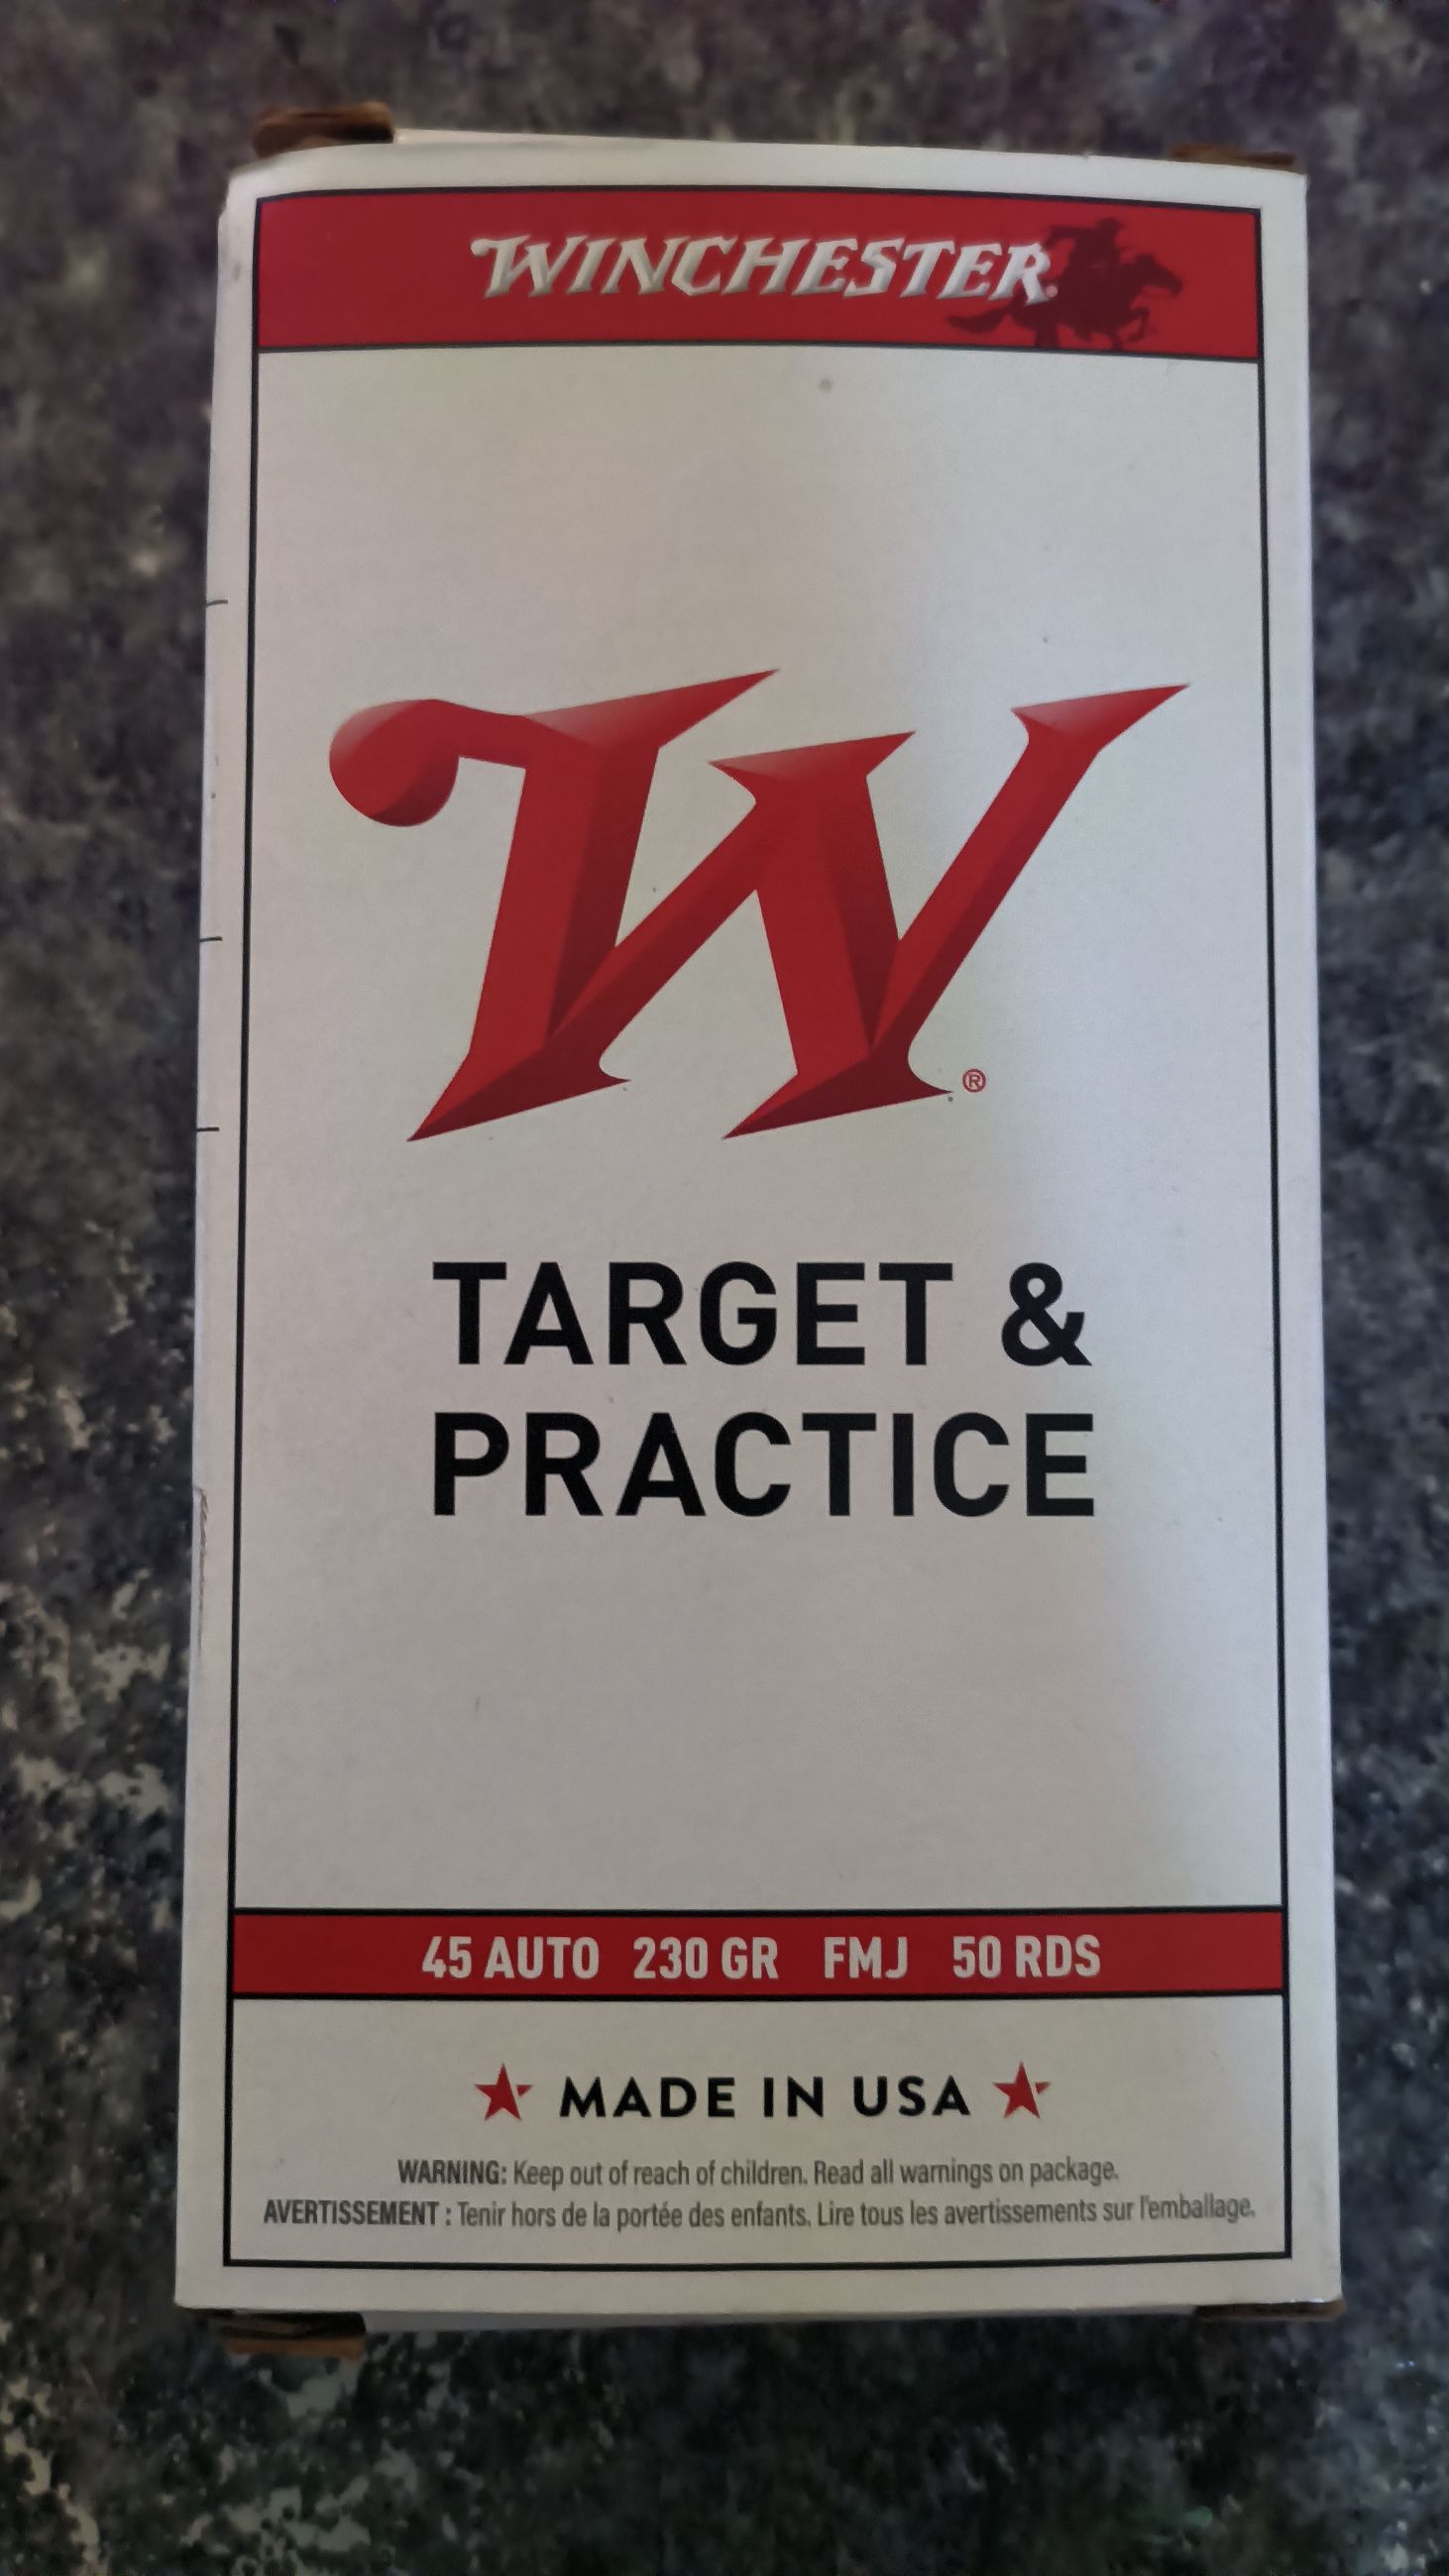 WINCHESTER
W®
TARGET &
PRACTICE
45 AUTO 230 GR FMJ 50 RDS
MADE IN USA
WARNING: Keep out of reach of children. Read all warnings on package.
AVERTISSEMENT : Tenir hors de la portée des enfants. Lire tous les avertissements sur l'emballage.